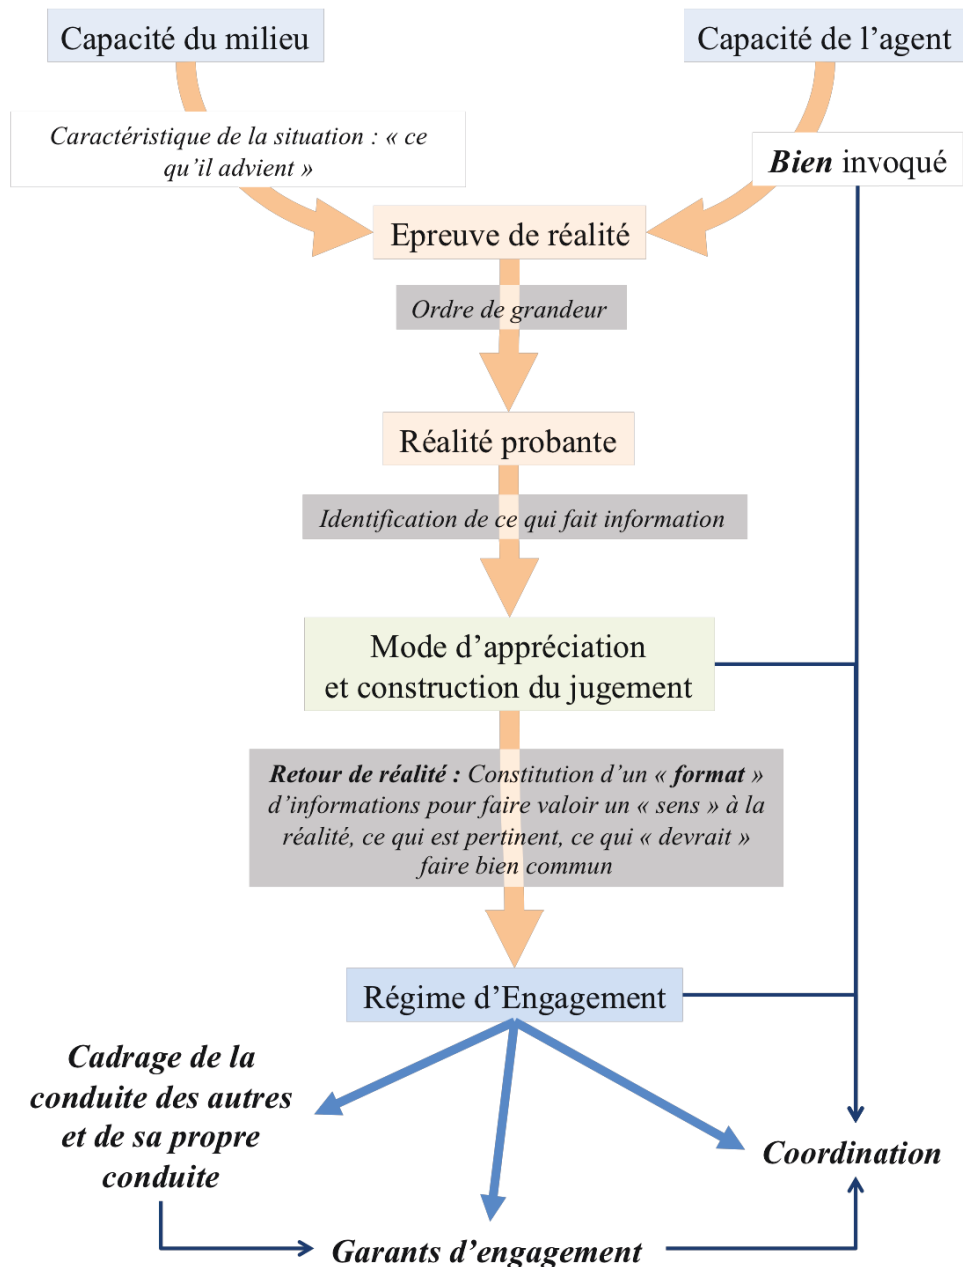 Capacité du milieu
Capacité de l’agent
Caractéristique de la situation : « ce
qu’il advient »
Bien invoqué
Epreuve de réalité
Ordre de grandeur
Réalité probante
Identification de ce qui fait information
Mode d’appréciation
et construction du jugement
Retour de réalité : Constitution d’un « format »
d’informations pour faire valoir un « sens » à la
réalité, ce qui est pertinent, ce qui « devrait »
faire bien commun
Régime d’Engagement
Cadrage de la
conduite des autres
et de sa propre
conduite
Coordination
Garants d’engagement